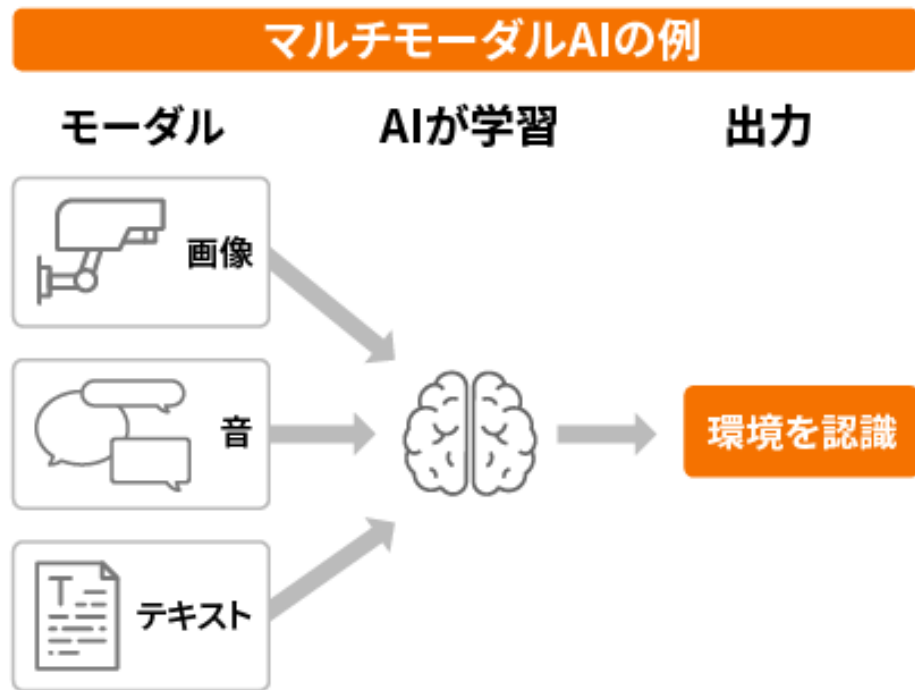 マルチモーダルAIの例
モーダル
AIが学習
出力
画像
音
テキスト
環境を認識
T